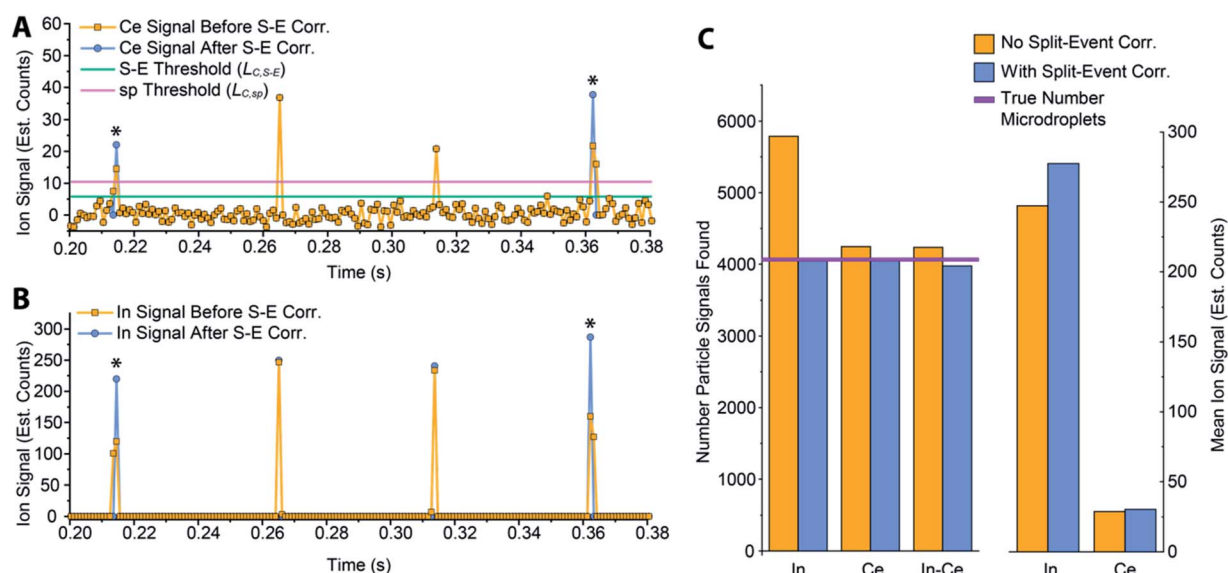 A
Ce Signal Before S-E Corr.
Ce Signal After S-E Corr.
S-E Threshold (LC,S-E)
sp Threshold (LC,sp)
60
50
40
30
20
10
0
Ion Signal (Est. Counts)
*
*
0.20 0.22 0.24 0.26 0.28 0.30 0.32 0.34 0.36 0.38
Time (s)
B
In Signal Before S-E Corr.
In Signal After S-E Corr.
300
250
200
150
100
50
0
Ion Signal (Est. Counts)
*
*
0.20 0.22 0.24 0.26 0.28 0.30 0.32 0.34 0.36 0.38
Time (s)
C
No Split-Event Corr.
With Split-Event Corr.
True Number
Microdroplets
6000
5000
4000
3000
2000
1000
0
Number Particle Signals Found
300
250
200
150
100
50
0
Mean Ion Signal (Est. Counts)
In Ce In-Ce In Ce